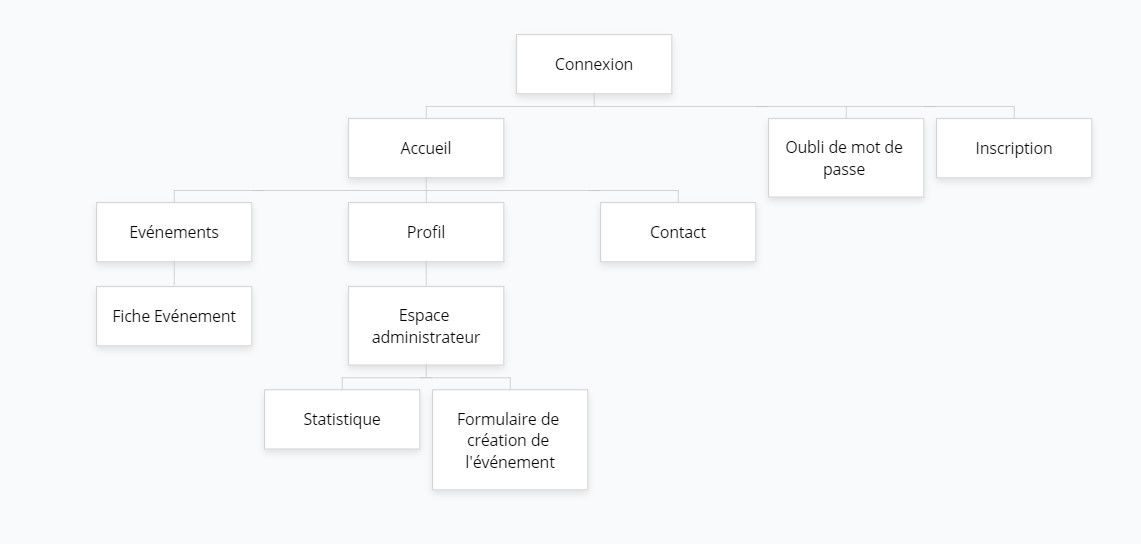 Connexion
Accueil
Oubli de mot de
passe
Inscription
Evénements
Profil
Contact
Fiche Evénement
Espace
administrateur
Statistique
Formulaire de
création de
l'événement